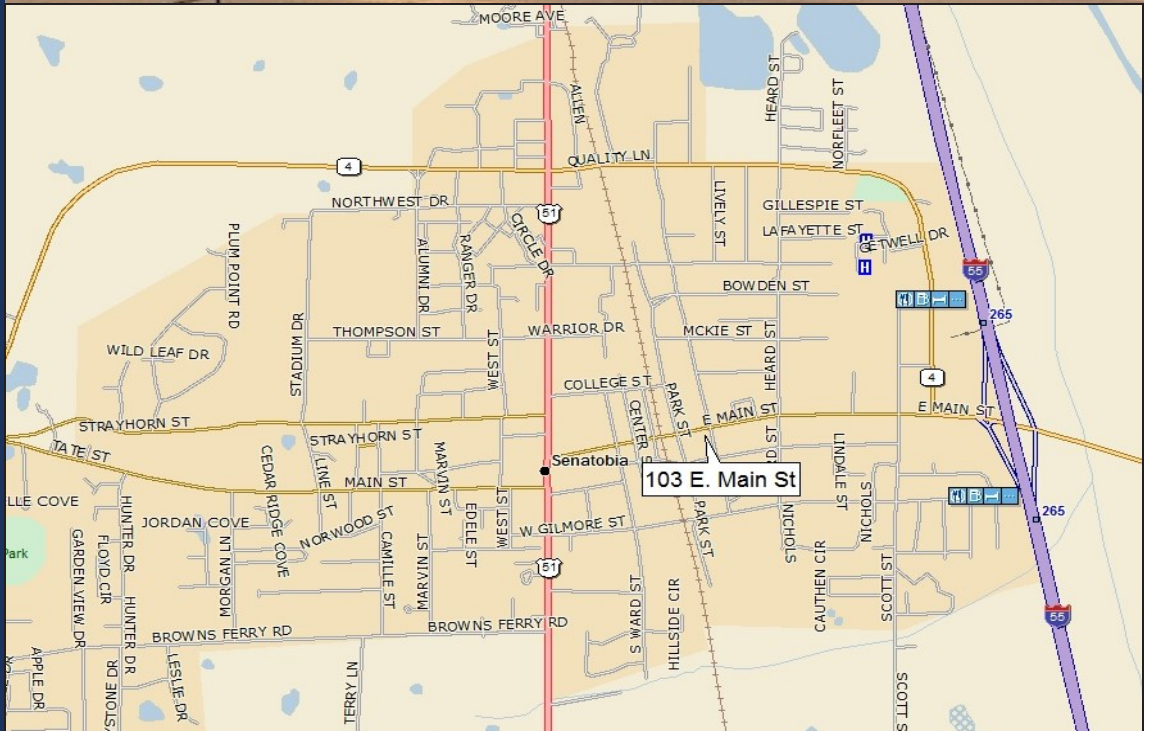 MOORE AVE
ALLEN
HEARD ST
NORFLEET ST
QUALITY LN
4
NORTHWEST DR
51
LIVELY ST
GILLESPIE ST
LAFAYETTE ST
GETWELL DR
H
PLUM POINT RD
ALUMNI DR
RANGER DR
CIRCLE DR
55
BOWDEN ST
265
STADIUM DR
THOMPSON ST
WEST ST
WARRIOR DR
MCKIE ST
HEARD ST
WILD LEAF DR
COLLEGE ST
4
PARK ST
CENTER
E MAIN ST
E MAIN ST
STRAYHORN ST
STRAYHORN ST
TATE ST
Senatobia
103 E. Main St
CEDAR RIDGE COVE
LINE ST
MARVIN ST
MAIN ST
LINDALE ST
NICHOLS
NICHOLS
265
ELLE COVE
HUNTER DR
JORDAN COVE
NORWOOD ST
EDELE ST
WEST ST
W GILMORE ST
PARK ST
Park
GARDEN VIEW DR
FLOYD CIR
MORGAN LN
CAMILLE ST
MARVIN ST
51
CAUTHEN CIR
SCOTT ST
S WARD ST
HILLSIDE CIR
HUNTER DR
BROWNS FERRY RD
BROWNS FERRY RD
55
APPLE DR
LESLIE DR
TERRY LN
SCOTT S